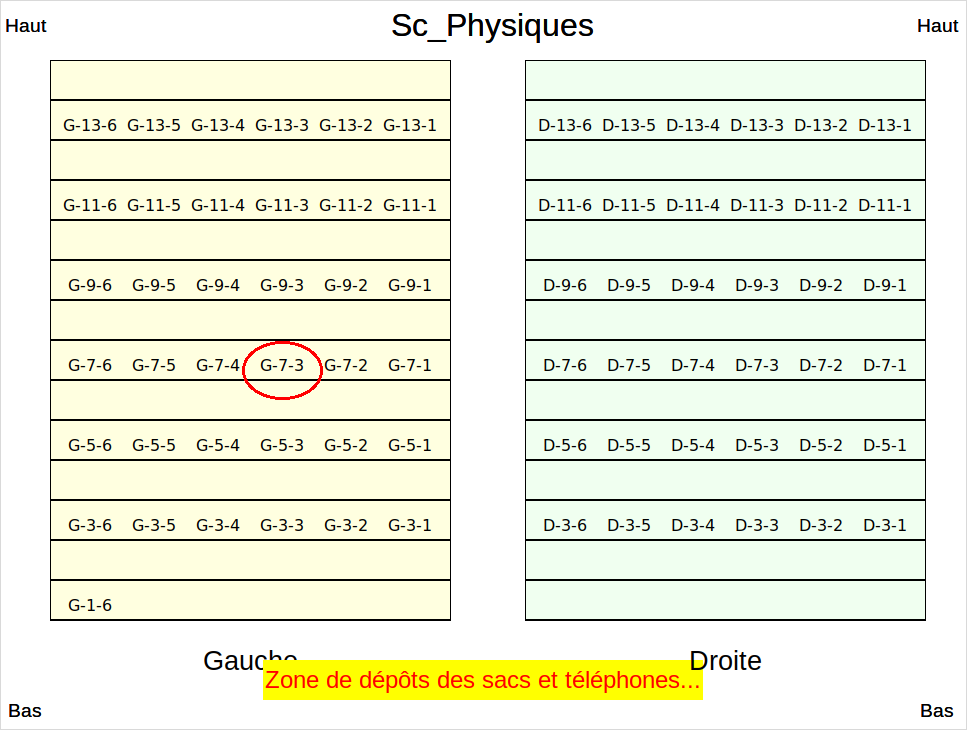 Haut Sc_Physiques Haut
G-13-6 G-13-5 G-13-4 G-13-3 G-13-2 G-13-1 D-13-6 D-13-5 D-13-4 D-13-3 D-13-2 D-13-1
G-11-6 G-11-5 G-11-4 G-11-3 G-11-2 G-11-1 D-11-6 D-11-5 D-11-4 D-11-3 D-11-2 D-11-1
G-9-6 G-9-5 G-9-4 G-9-3 G-9-2 G-9-1 D-9-6 D-9-5 D-9-4 D-9-3 D-9-2 D-9-1
G-7-6 G-7-5 G-7-4 G-7-3 G-7-2 G-7-1 D-7-6 D-7-5 D-7-4 D-7-3 D-7-2 D-7-1
G-5-6 G-5-5 G-5-4 G-5-3 G-5-2 G-5-1 D-5-6 D-5-5 D-5-4 D-5-3 D-5-2 D-5-1
G-3-6 G-3-5 G-3-4 G-3-3 G-3-2 G-3-1 D-3-6 D-3-5 D-3-4 D-3-3 D-3-2 D-3-1
G-1-6
Gauche Droite
Zone de dépôts des sacs et téléphones...
Bas Bas